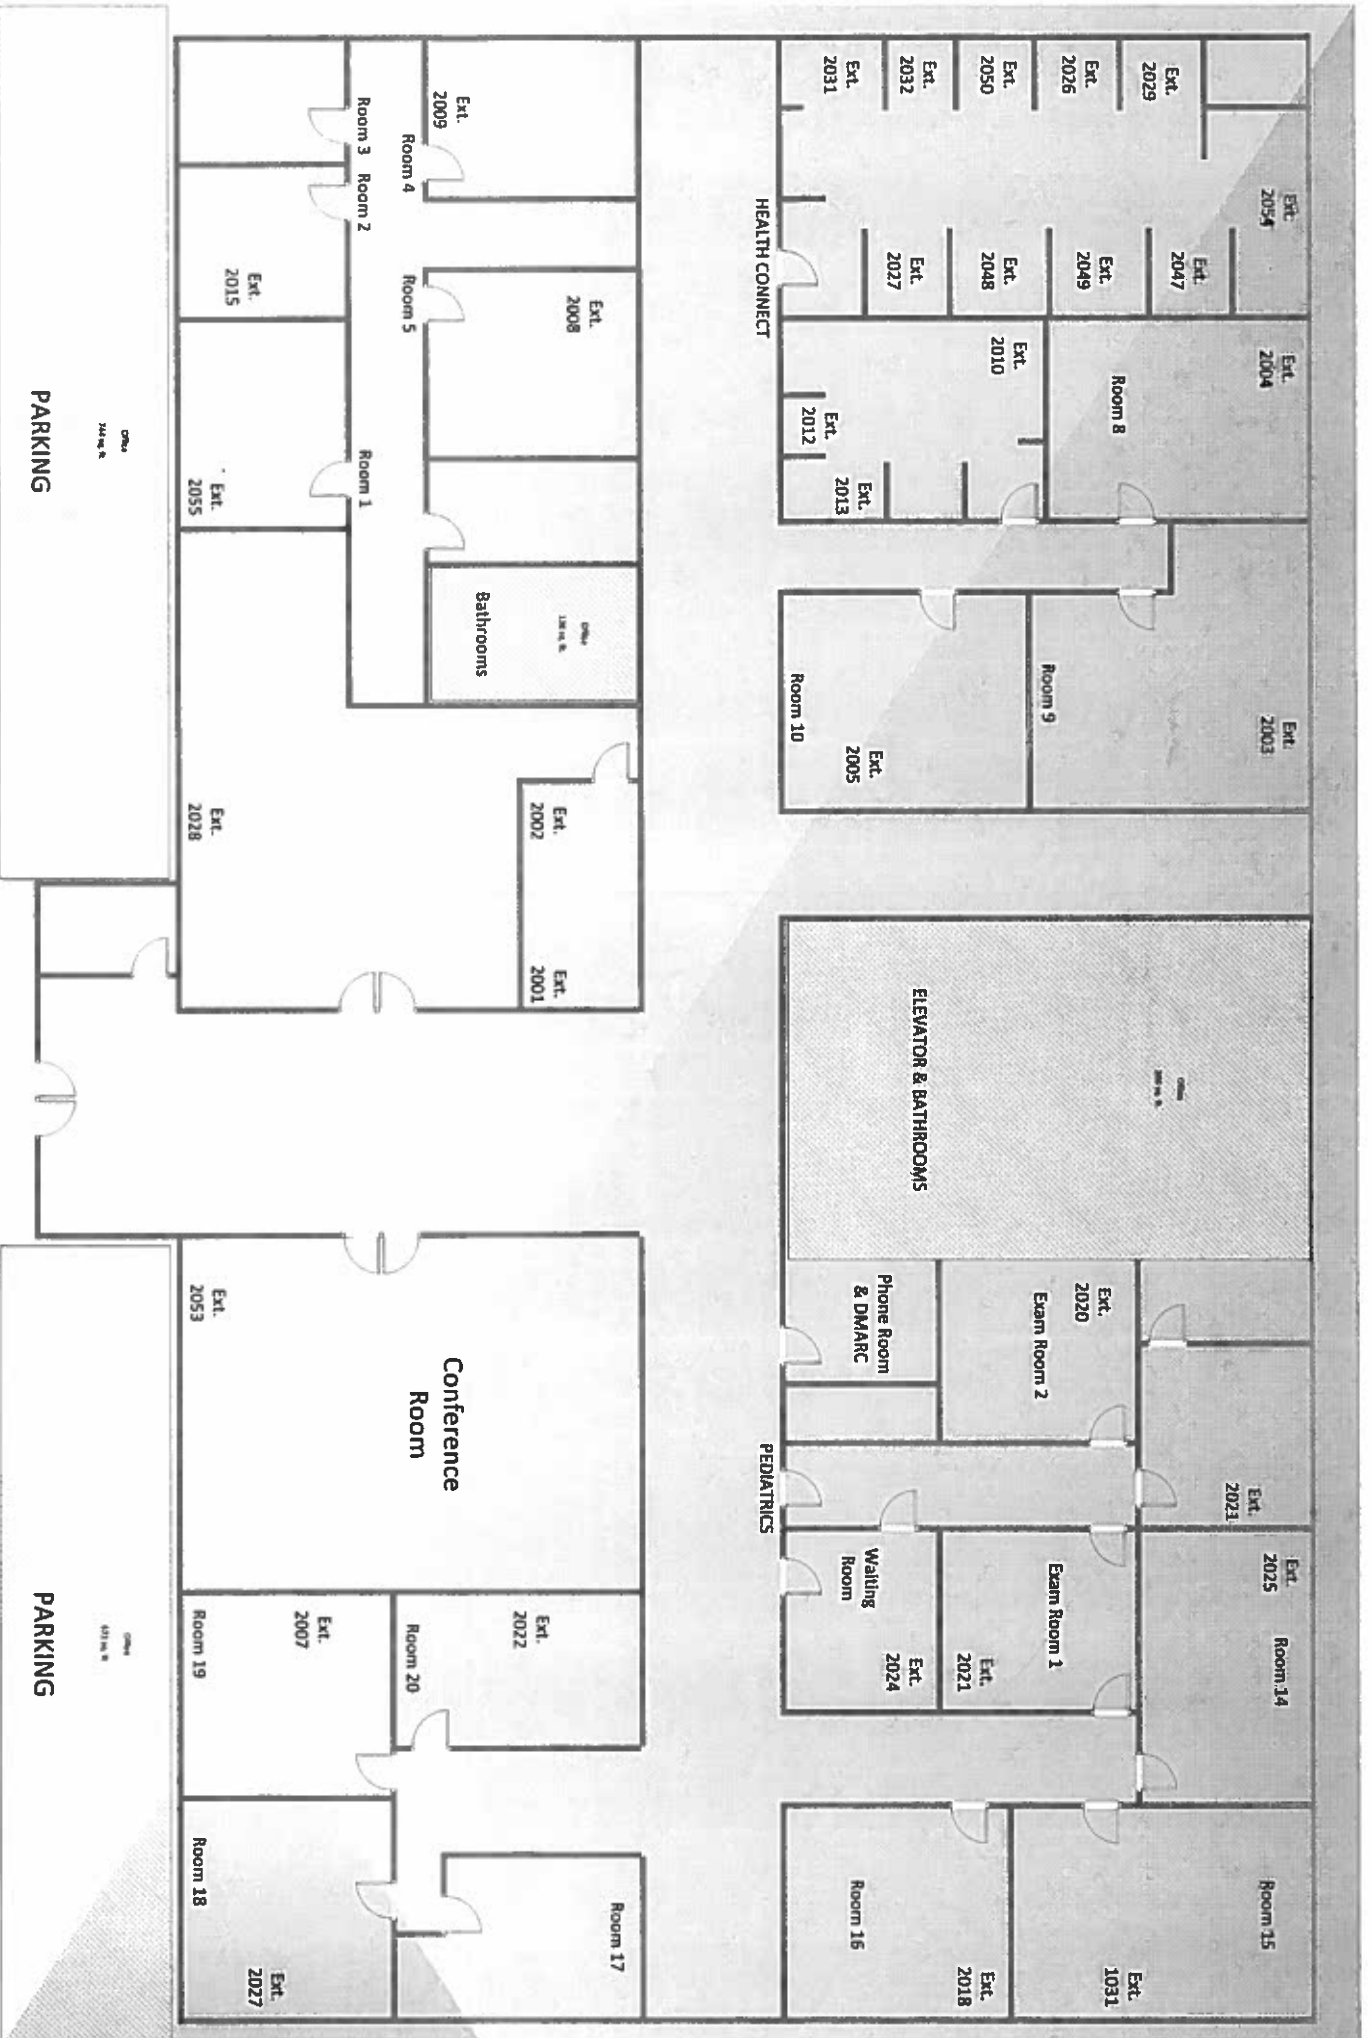 Ext.
2054
Ext.
2004
Ext.
2003
Ext.
2025
Room 14
Room 15
Ext.
2021
Ext.
2029
Ext.
2047
Room 8
Office
Ext.
1031
Ext.
2026
Ext.
2049
Room 9
Ext.
2020
Exam Room 2
Exam Room 1
Ext.
2050
Ext.
2048
Ext.
2010
Ext.
2021
Ext.
2018
Ext.
2032
Ext.
2027
ELEVATOR & BATHROOMS
Ext.
2024
Ext.
2031
Ext.
2012
Ext.
2013
Ext.
2005
Room 10
Phone Room
& DMARC
Waiting
Room
Room 16
HEALTH CONNECT
PEDIATRICS
Ext.
2008
Office
Room 17
Ext.
2002
Ext.
2001
Ext.
2022
Ext.
2009
Bathrooms
Conference
Room
Room 4
Room 5
Room 20
Room 3
Room 2
Room 1
Ext.
2007
Ext.
2015
Ext.
2027
Ext.
2055
Ext.
2028
Ext.
2053
Room 19
Room 18
Office
PARKING
Office
PARKING